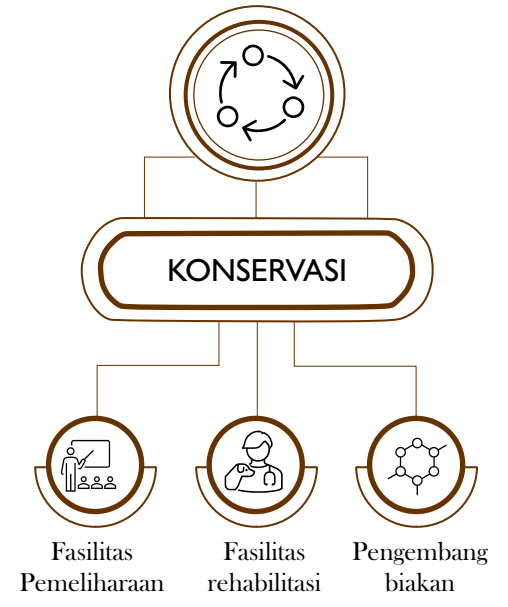 KONSERVASI
Fasilitas
Pemeliharaan
Fasilitas
rehabilitasi
Pengembang
biakan